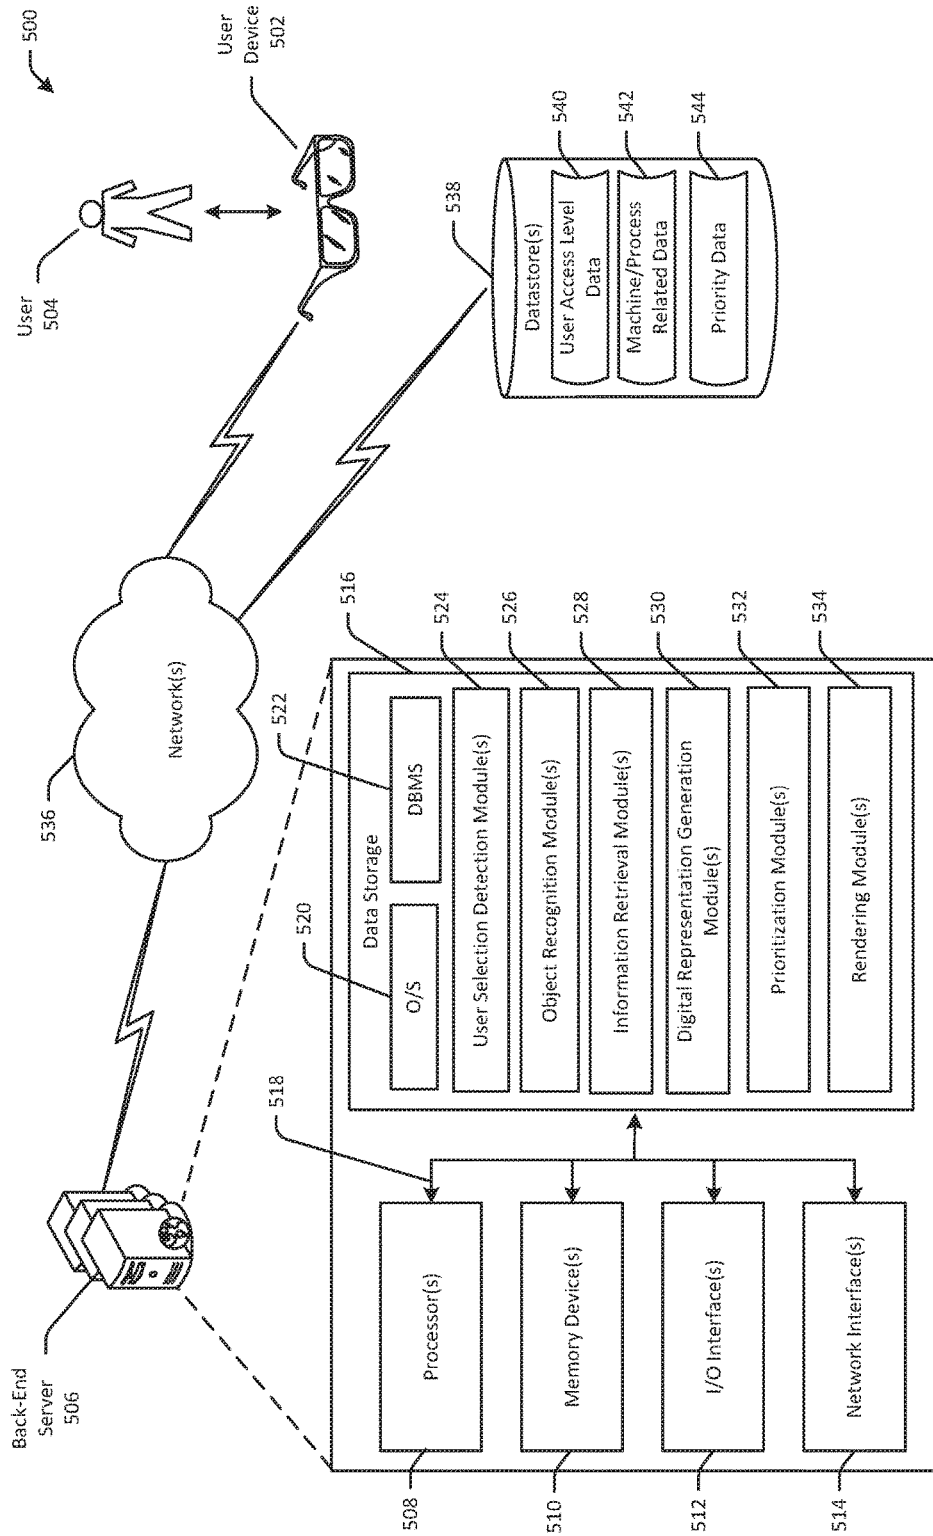 500
User
504
User
Device
502
538
Datastore(s)
User Access Level
Data
540
Machine/Process
Related Data
542
Priority Data
544
536
Network(s)
Back-End
Server
506
516
Data Storage
520
O/S
522
DBMS
524
User Selection Detection Module(s)
526
Object Recognition Module(s)
528
Information Retrieval Module(s)
530
Digital Representation Generation
Module(s)
532
Prioritization Module(s)
534
Rendering Module(s)
518
Processor(s)
508
Memory Device(s)
510
I/O Interface(s)
512
Network Interface(s)
514